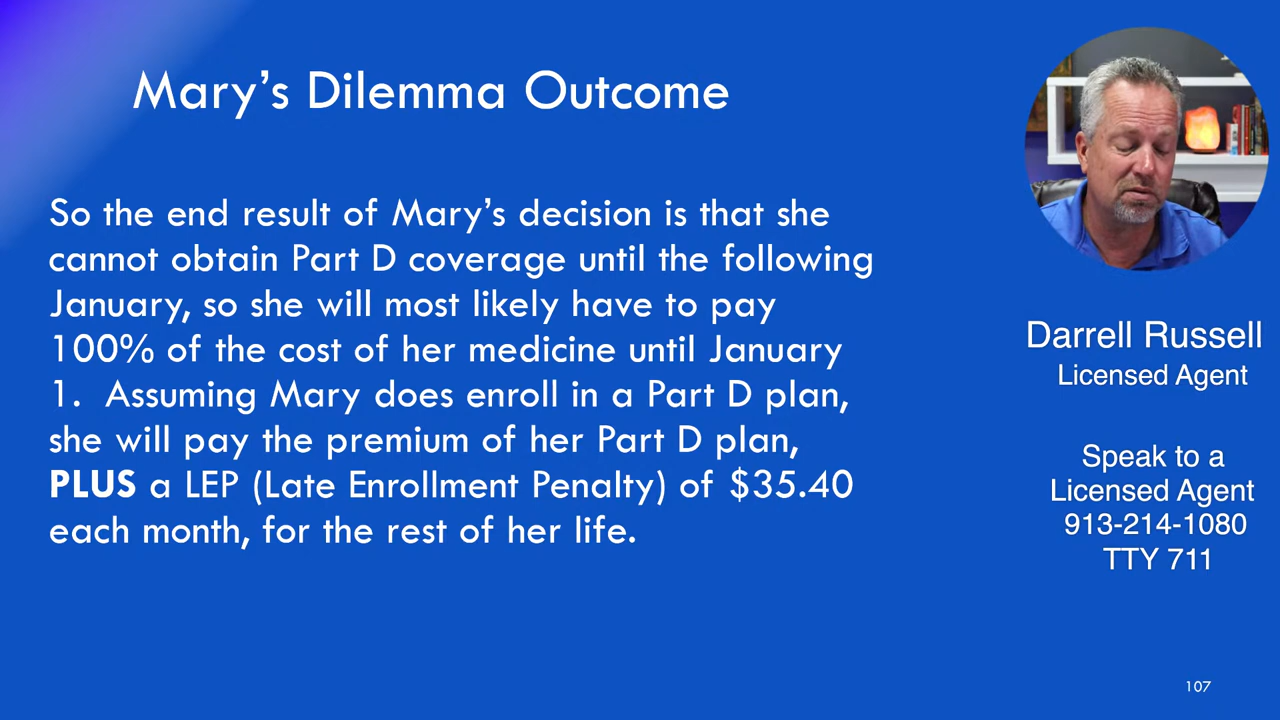 Mary's Dilemma Outcome
So the end result of Mary's decision is that she
cannot obtain Part D coverage until the following
January, so she will most likely have to pay
100% of the cost of her medicine until January
1.  Assuming Mary does enroll in a Part D plan,
she will pay the premium of her Part D plan,
PLUS a LEP (Late Enrollment Penalty) of $35.40
each month, for the rest of her life.
Darrell Russell
Licensed Agent
Speak to a
Licensed Agent
913-214-1080
TTY 711
107